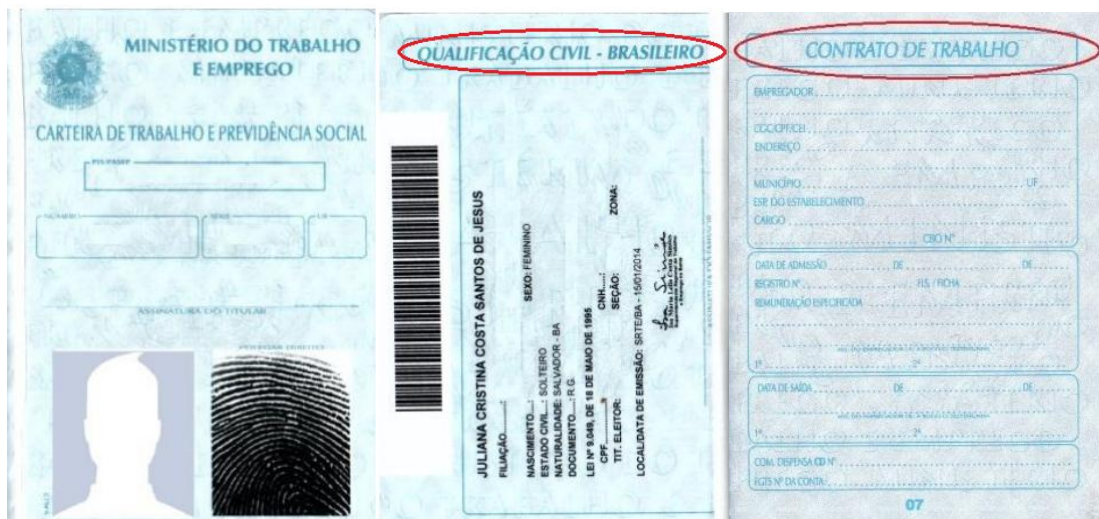 MINISTÉRIO DO TRABALHO
E EMPREGO
CARTEIRA DE TRABALHO E PREVIDÊNCIA SOCIAL
PIS/PASEP
NÚMERO
SÉRIE
UF
ASSINATURA DO TITULAR
POLEGAR DIREITO
QUALIFICAÇÃO CIVIL - BRASILEIRO
JULIANA CRISTINA COSTA SANTOS DE JESUS
FILIAÇÃO.........:
NASCIMENTO....: SEXO: FEMININO
ESTADO CIVIL....: SOLTEIRO
NATURALIDADE: SALVADOR - BA
DOCUMENTO.....: R.G.
LEI Nº 9.049, DE 18 DE MAIO DE 1995
CPF...............: CNH.....:
TIT. ELEITOR: SEÇÃO: ZONA:
LOCAL/DATA DE EMISSÃO: SRTE/BA - 15/01/2014
CONTRATO DE TRABALHO
EMPREGADOR
CGC/CPF/CEI
ENDEREÇO
MUNICÍPIO UF
ESP. DO ESTABELECIMENTO
CARGO
CBO Nº
DATA DE ADMISSÃO DE DE
REGISTRO Nº FLS. / FICHA
REMUNERAÇÃO ESPECIFICADA
1º 2º
DATA DE SAÍDA DE DE
1º 2º
COM. DISPENSA CD Nº
FGTS Nº DA CONTA
07